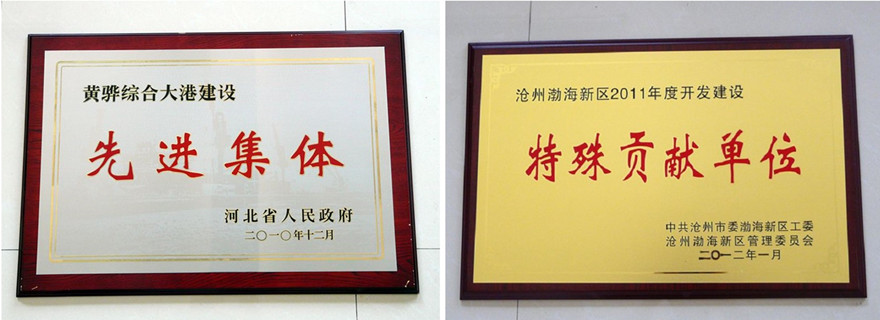 黄骅综合大港建设
先进集体
河北省人民政府
二〇一〇年十二月
沧州渤海新区2011年度开发建设
特殊贡献单位
中共沧州市委渤海新区工委
沧州渤海新区管理委员会
二〇一二年一月